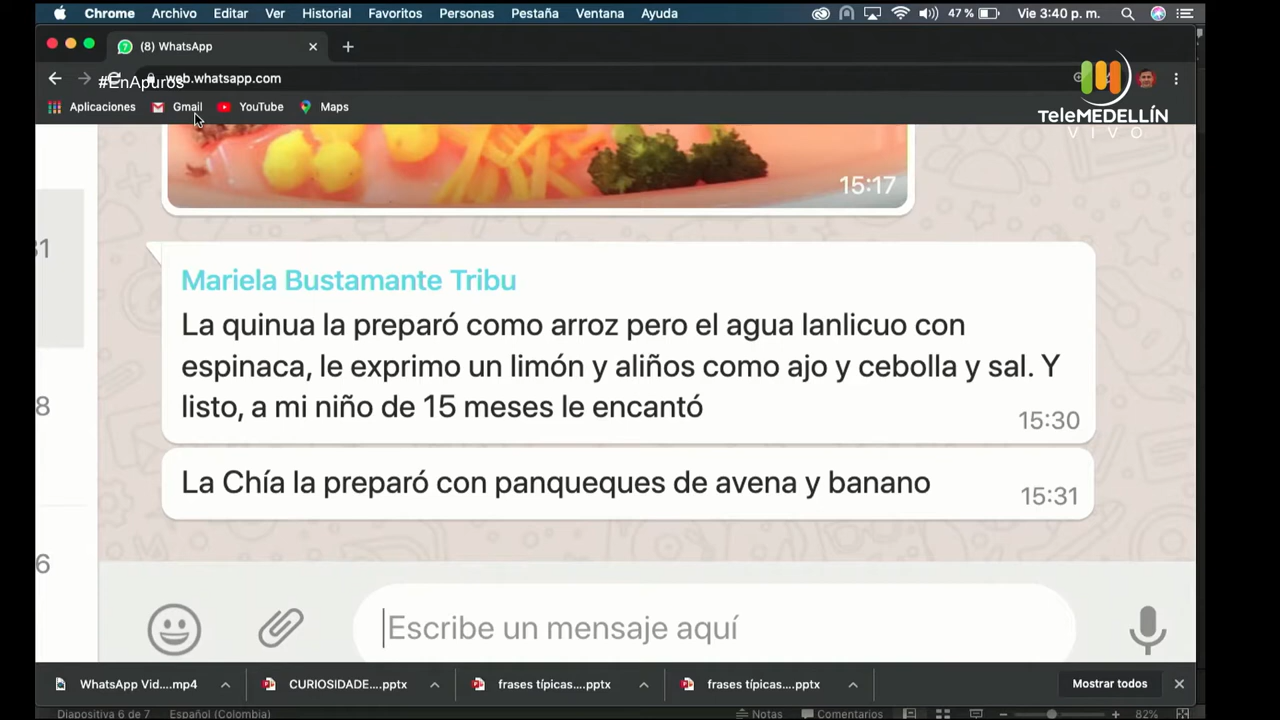 Chrome Archivo Editar Ver Historial Favoritos Personas Pestaña Ventana Ayuda 47 % Vie 3:40 p. m.
(8) WhatsApp
#EnApuros web.whatsapp.com
Aplicaciones Gmail YouTube Maps
TeleMEDELLÍN
VIVO
15:17
31
Mariela Bustamante Tribu
La quinua la preparó como arroz pero el agua lanlicuo con
espinaca, le exprimo un limón y aliños como ajo y cebolla y sal. Y
listo, a mi niño de 15 meses le encantó
15:30
8
La Chía la preparó con panqueques de avena y banano
15:31
6
Escribe un mensaje aquí
WhatsApp Vid....mp4 CURIOSIDADE....pptx frases típicas....pptx frases típicas....pptx Mostrar todos
Diapositiva 6 de 7 Español (Colombia) Notas Comentarios 82%